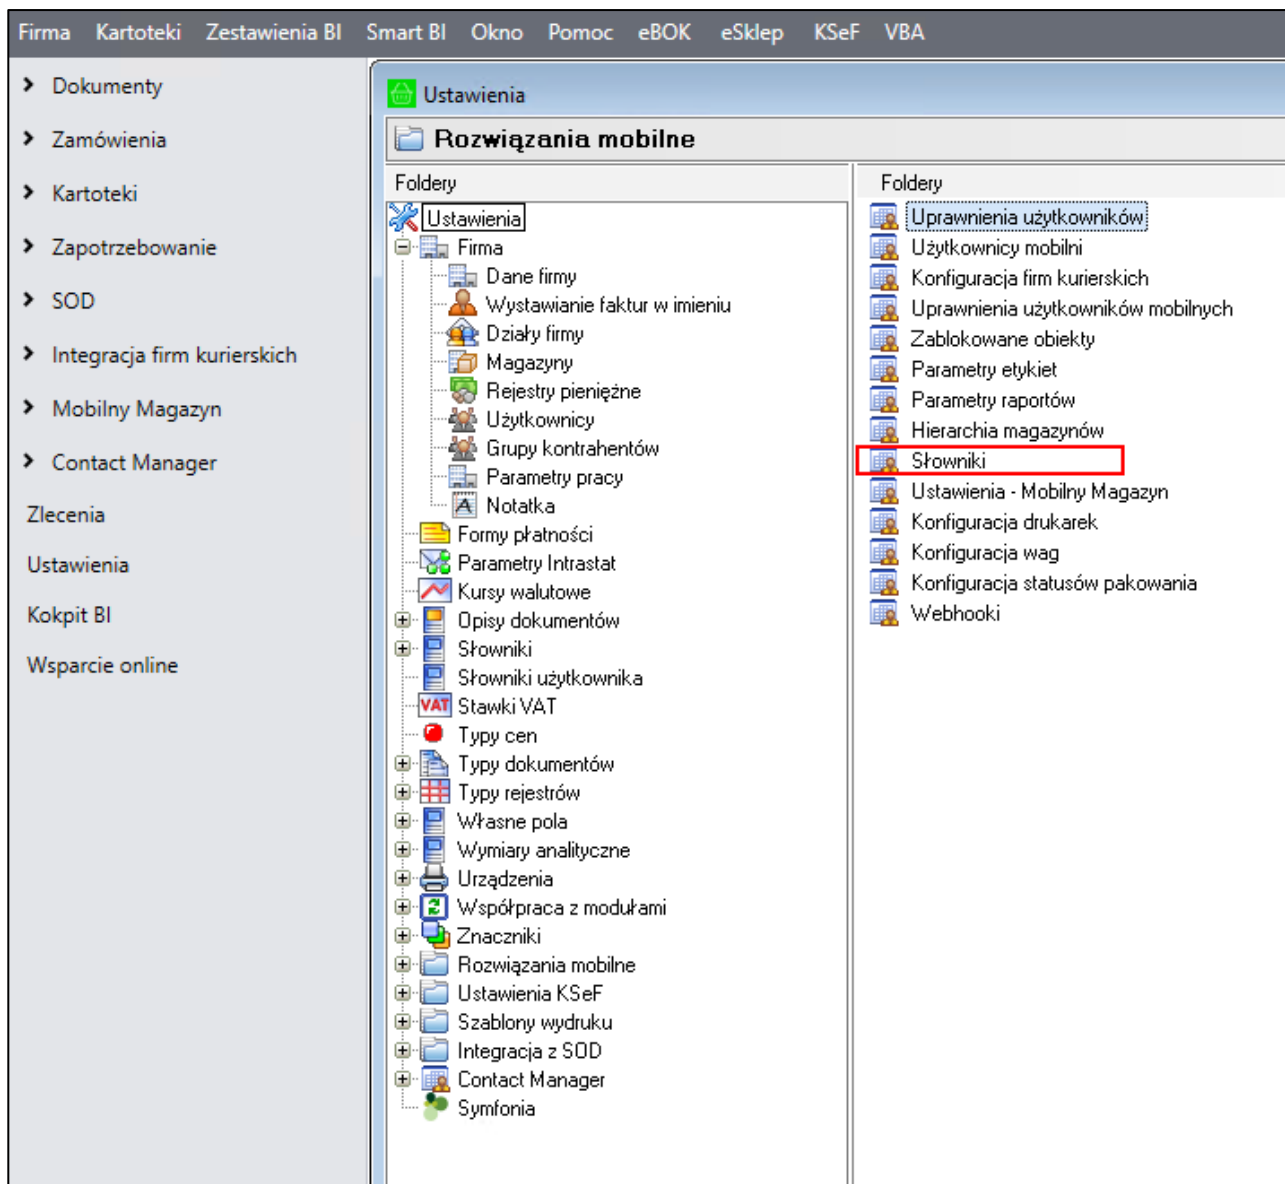 Firma Kartoteki Zestawienia BI Smart BI Okno Pomoc eBOK eSklep KSeF VBA
Dokumenty
Zamówienia
Kartoteki
Zapotrzebowanie
SOD
Integracja firm kurierskich
Mobilny Magazyn
Contact Manager
Zlecenia
Ustawienia
Kokpit BI
Wsparcie online
Ustawienia
Rozwiązania mobilne
Foldery
Ustawienia
Firma
Dane firmy
Wystawianie faktur w imieniu
Działy firmy
Magazyny
Rejestry pieniężne
Użytkownicy
Grupy kontrahentów
Parametry pracy
Notatka
Formy płatności
Parametry Intrastat
Kursy walutowe
Opisy dokumentów
Słowniki
Słowniki użytkownika
VAT Stawki VAT
Typy cen
Typy dokumentów
Typy rejestrów
Własne pola
Wymiary analityczne
Urządzenia
Współpraca z modułami
Znaczniki
Rozwiązania mobilne
Ustawienia KSeF
Szablony wydruku
Integracja z SOD
Contact Manager
Symfonia
Foldery
Uprawnienia użytkowników
Użytkownicy mobilni
Konfiguracja firm kurierskich
Uprawnienia użytkowników mobilnych
Zablokowane obiekty
Parametry etykiet
Parametry raportów
Hierarchia magazynów
Słowniki
Ustawienia - Mobilny Magazyn
Konfiguracja drukarek
Konfiguracja wag
Konfiguracja statusów pakowania
Webhooki